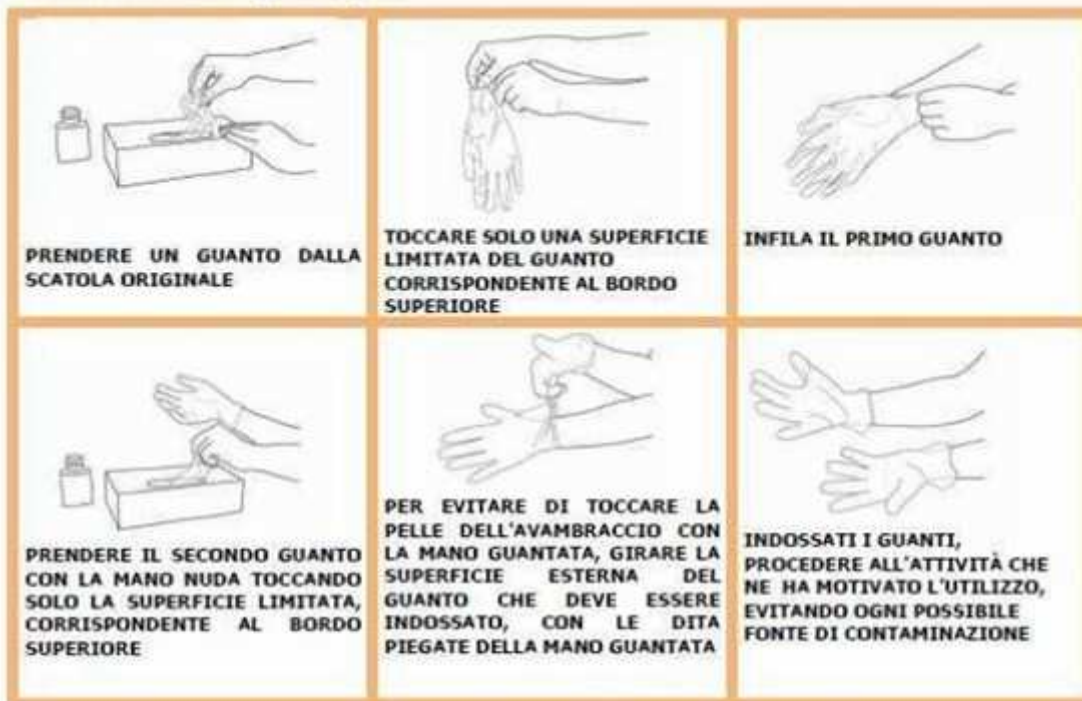 PRENDERE UN GUANTO DALLA
SCATOLA ORIGINALE
TOCCARE SOLO UNA SUPERFICIE
LIMITATA DEL GUANTO
CORRISPONDENTE AL BORDO
SUPERIORE
INFILA IL PRIMO GUANTO
PRENDERE IL SECONDO GUANTO
CON LA MANO NUDA TOCCANDO
SOLO LA SUPERFICIE LIMITATA,
CORRISPONDENTE AL BORDO
SUPERIORE
PER EVITARE DI TOCCARE LA
PELLE DELL'AVAMBRACCIO CON
LA MANO GUANTATA, GIRARE LA
SUPERFICIE ESTERNA DEL
GUANTO CHE DEVE ESSERE
INDOSSATO, CON LE DITA
PIEGATE DELLA MANO GUANTATA
INDOSSATI I GUANTI,
PROCEDERE ALL'ATTIVITÀ CHE
NE HA MOTIVATO L'UTILIZZO,
EVITANDO OGNI POSSIBILE
FONTE DI CONTAMINAZIONE